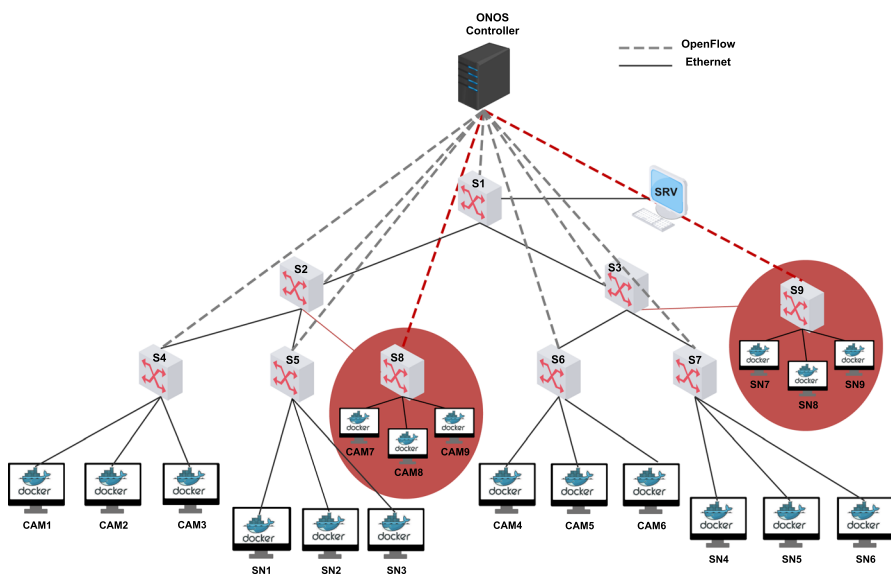 ONOS
Controller
OpenFlow
Ethernet
S1
SRV
S2
S3
S9
S4
S5
S8
S6
S7
docker
SN7
docker
SN8
docker
SN9
docker
CAM7
docker
CAM8
docker
CAM9
docker
CAM1
docker
CAM2
docker
CAM3
docker
CAM4
docker
CAM5
docker
CAM6
docker
SN1
docker
SN2
docker
SN3
docker
SN4
docker
SN5
docker
SN6